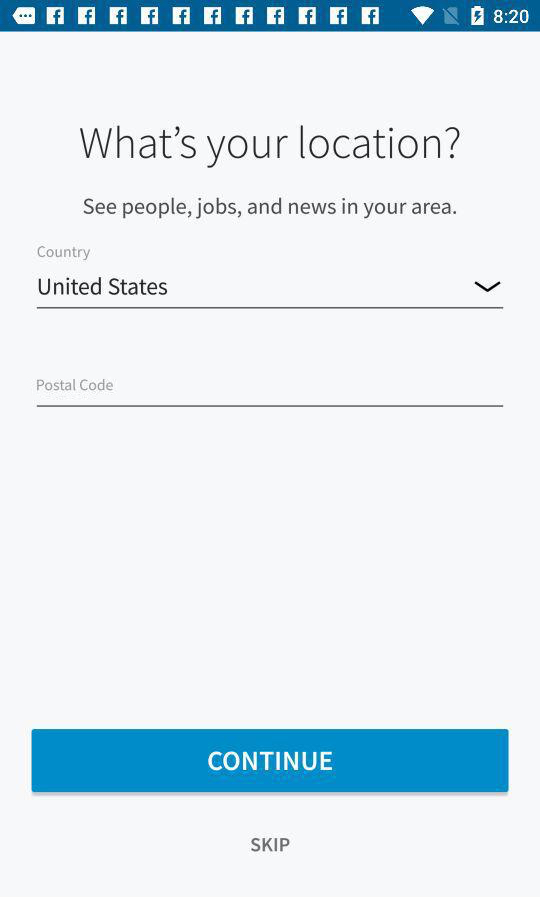 8:20
What's your location?
See people, jobs, and news in your area.
Country
United States
Postal Code
CONTINUE
SKIP